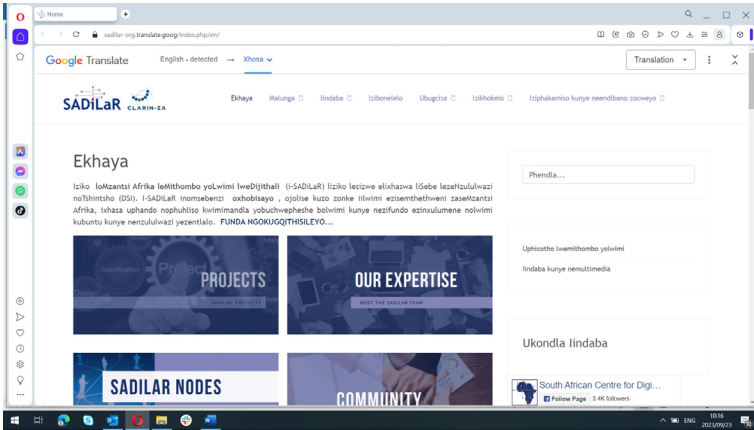 Home
sadilar-org.translate.goog/index.php/en/
Google Translate
English - detected → Xhosa
Translation
SADiLaR CLARIN-ZA
Ekhaya Malunga Iindaba Izibonelelo Ubugcisa Izikhokelo Iziphakamiso kunye neendibano zocweyo
Ekhaya
Iziko loMzantsi Afrika leMithombo yoLwimi lweDijithali (i-SADiLaR) liziko lesizwe elixhaswa liSebe lezeNzululwazi
noTshintsho (DSI). I-SADiLaR inomsebenzi oxhobisayo , ojolise kuzo zonke iilwimi ezisemthethweni zaseMzantsi
Afrika, ixhasa uphando nophuhliso kwimimandla yobuchwepheshe bolwimi kunye nezifundo ezinxulumene nolwimi
kubuntu kunye nenzululwazi yezentlalo. FUNDA NGOKUGQITHISILEYO...
Phendla...
PROJECTS
SADILAR PROJECTS
OUR EXPERTISE
MEET THE SADILAR TEAM
Uphicotho lwemithombo yolwimi
Iindaba kunye nemultimedia
SADILAR NODES
COMMUNITY
Ukondla Iindaba
South African Centre for Digi...
Follow Page 3.4K followers
ENG
10:16
2023/09/23